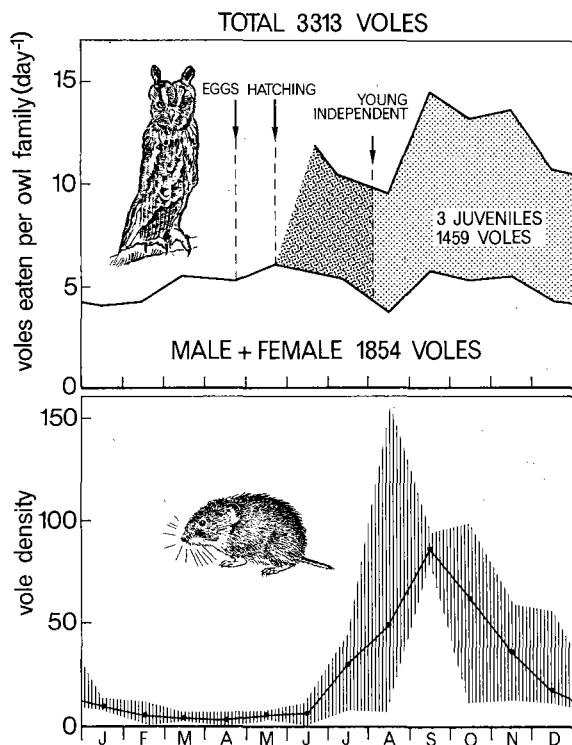 TOTAL 3313 VOLES
voles eaten per owl family (day⁻¹)
15
10
5
0
EGGS HATCHING
YOUNG
INDEPENDENT
3 JUVENILES
1459 VOLES
MALE + FEMALE 1854 VOLES
vole density
150
100
50
0
J F M A M J J A S O N D